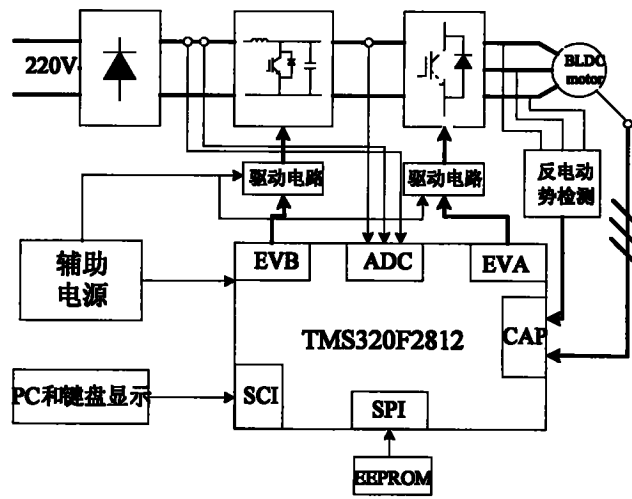 220V
BLDC
motor
驱动电路
驱动电路
反电动
势检测
辅助
电源
EVB
ADC
EVA
TMS320F2812
CAP
PC和键盘显示
SCI
SPI
EEPROM